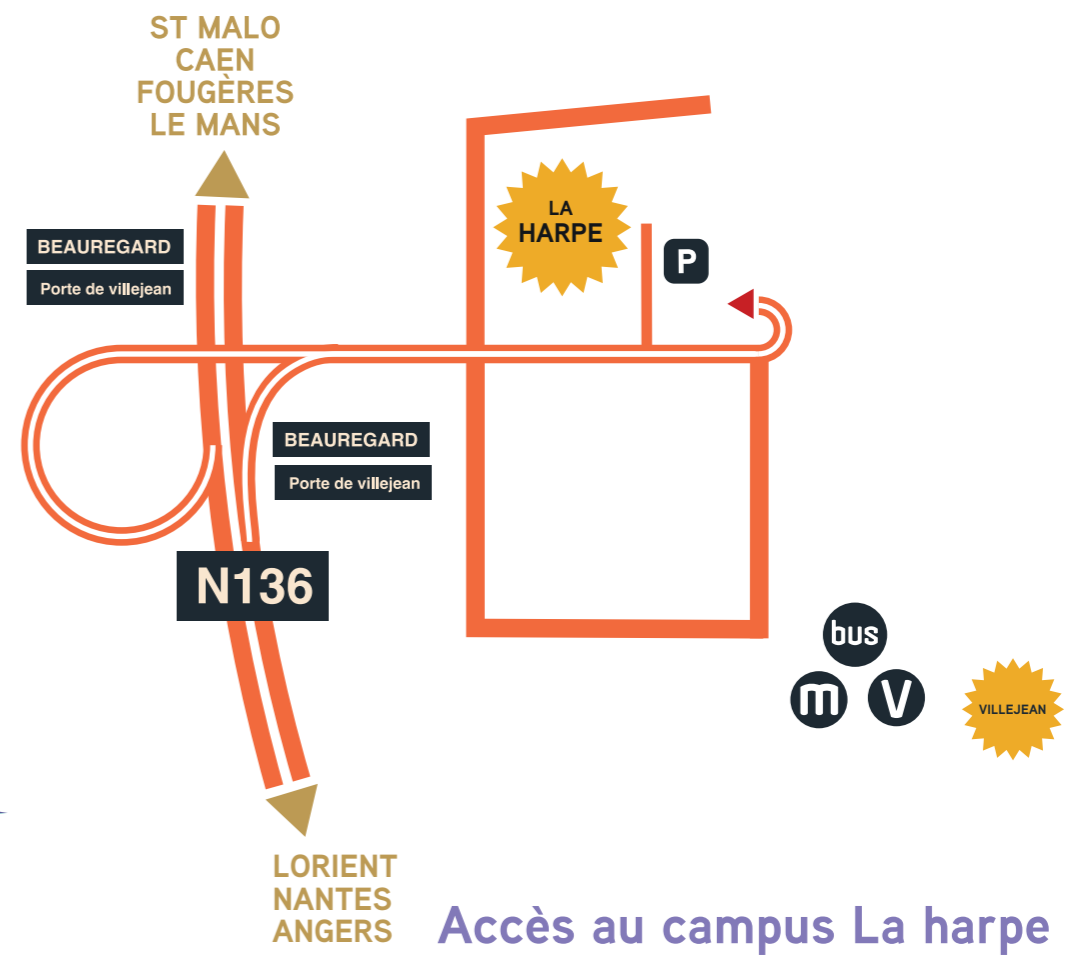 ST MALO
CAEN
FOUGÈRES
LE MANS
BEAUREGARD
Porte de villejean
LA
HARPE
P
BEAUREGARD
Porte de villejean
N136
bus
m
V
VILLEJEAN
LORIENT
NANTES
ANGERS
Accès au campus La harpe